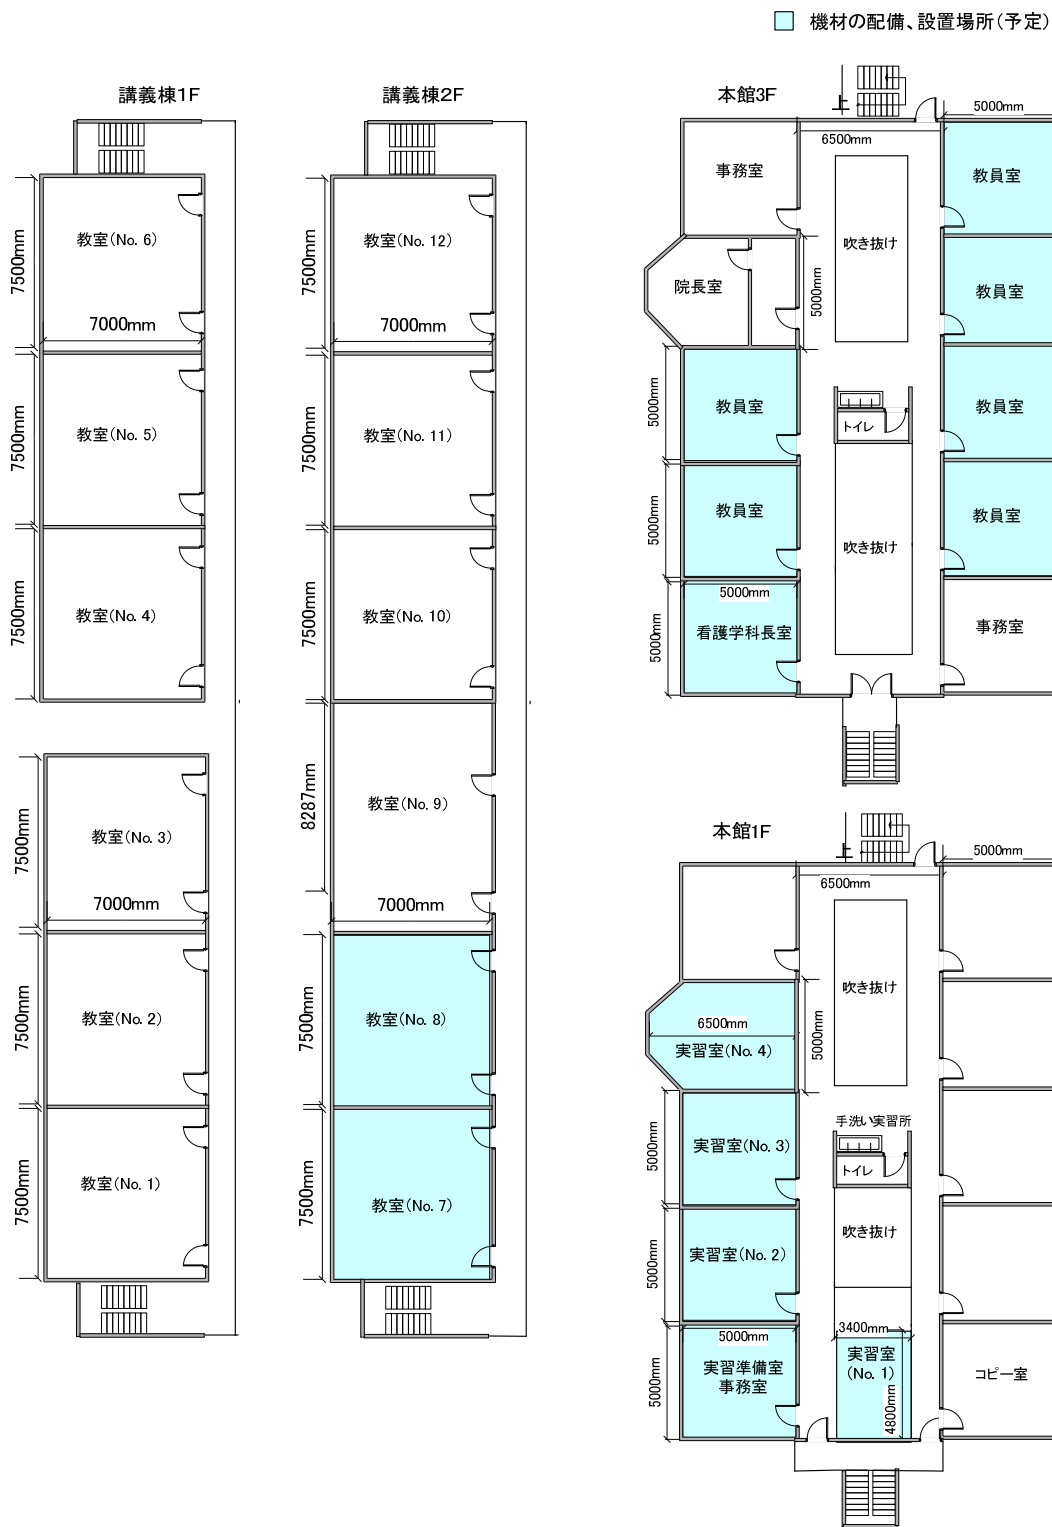 機材の配備、設置場所(予定)
講義棟1F
教室(No. 6)
7500mm
7000mm
教室(No. 5)
7500mm
教室(No. 4)
7500mm
教室(No. 3)
7500mm
7000mm
教室(No. 2)
7500mm
教室(No. 1)
7500mm
講義棟2F
教室(No. 12)
7500mm
7000mm
教室(No. 11)
7500mm
教室(No. 10)
7500mm
教室(No. 9)
8287mm
7000mm
教室(No. 8)
7500mm
教室(No. 7)
7500mm
本館3F
上
5000mm
6500mm
事務室
教員室
吹き抜け
院長室
5000mm
教員室
教員室
5000mm
教員室
トイレ
教員室
5000mm
教員室
吹き抜け
5000mm
看護学科長室
5000mm
事務室
本館1F
上
5000mm
6500mm
吹き抜け
6500mm
実習室(No. 4)
5000mm
手洗い実習所
実習室(No. 3)
5000mm
トイレ
実習室(No. 2)
5000mm
吹き抜け
5000mm
3400mm
実習準備室
事務室
5000mm
実習室
(No. 1)
4800mm
コピー室